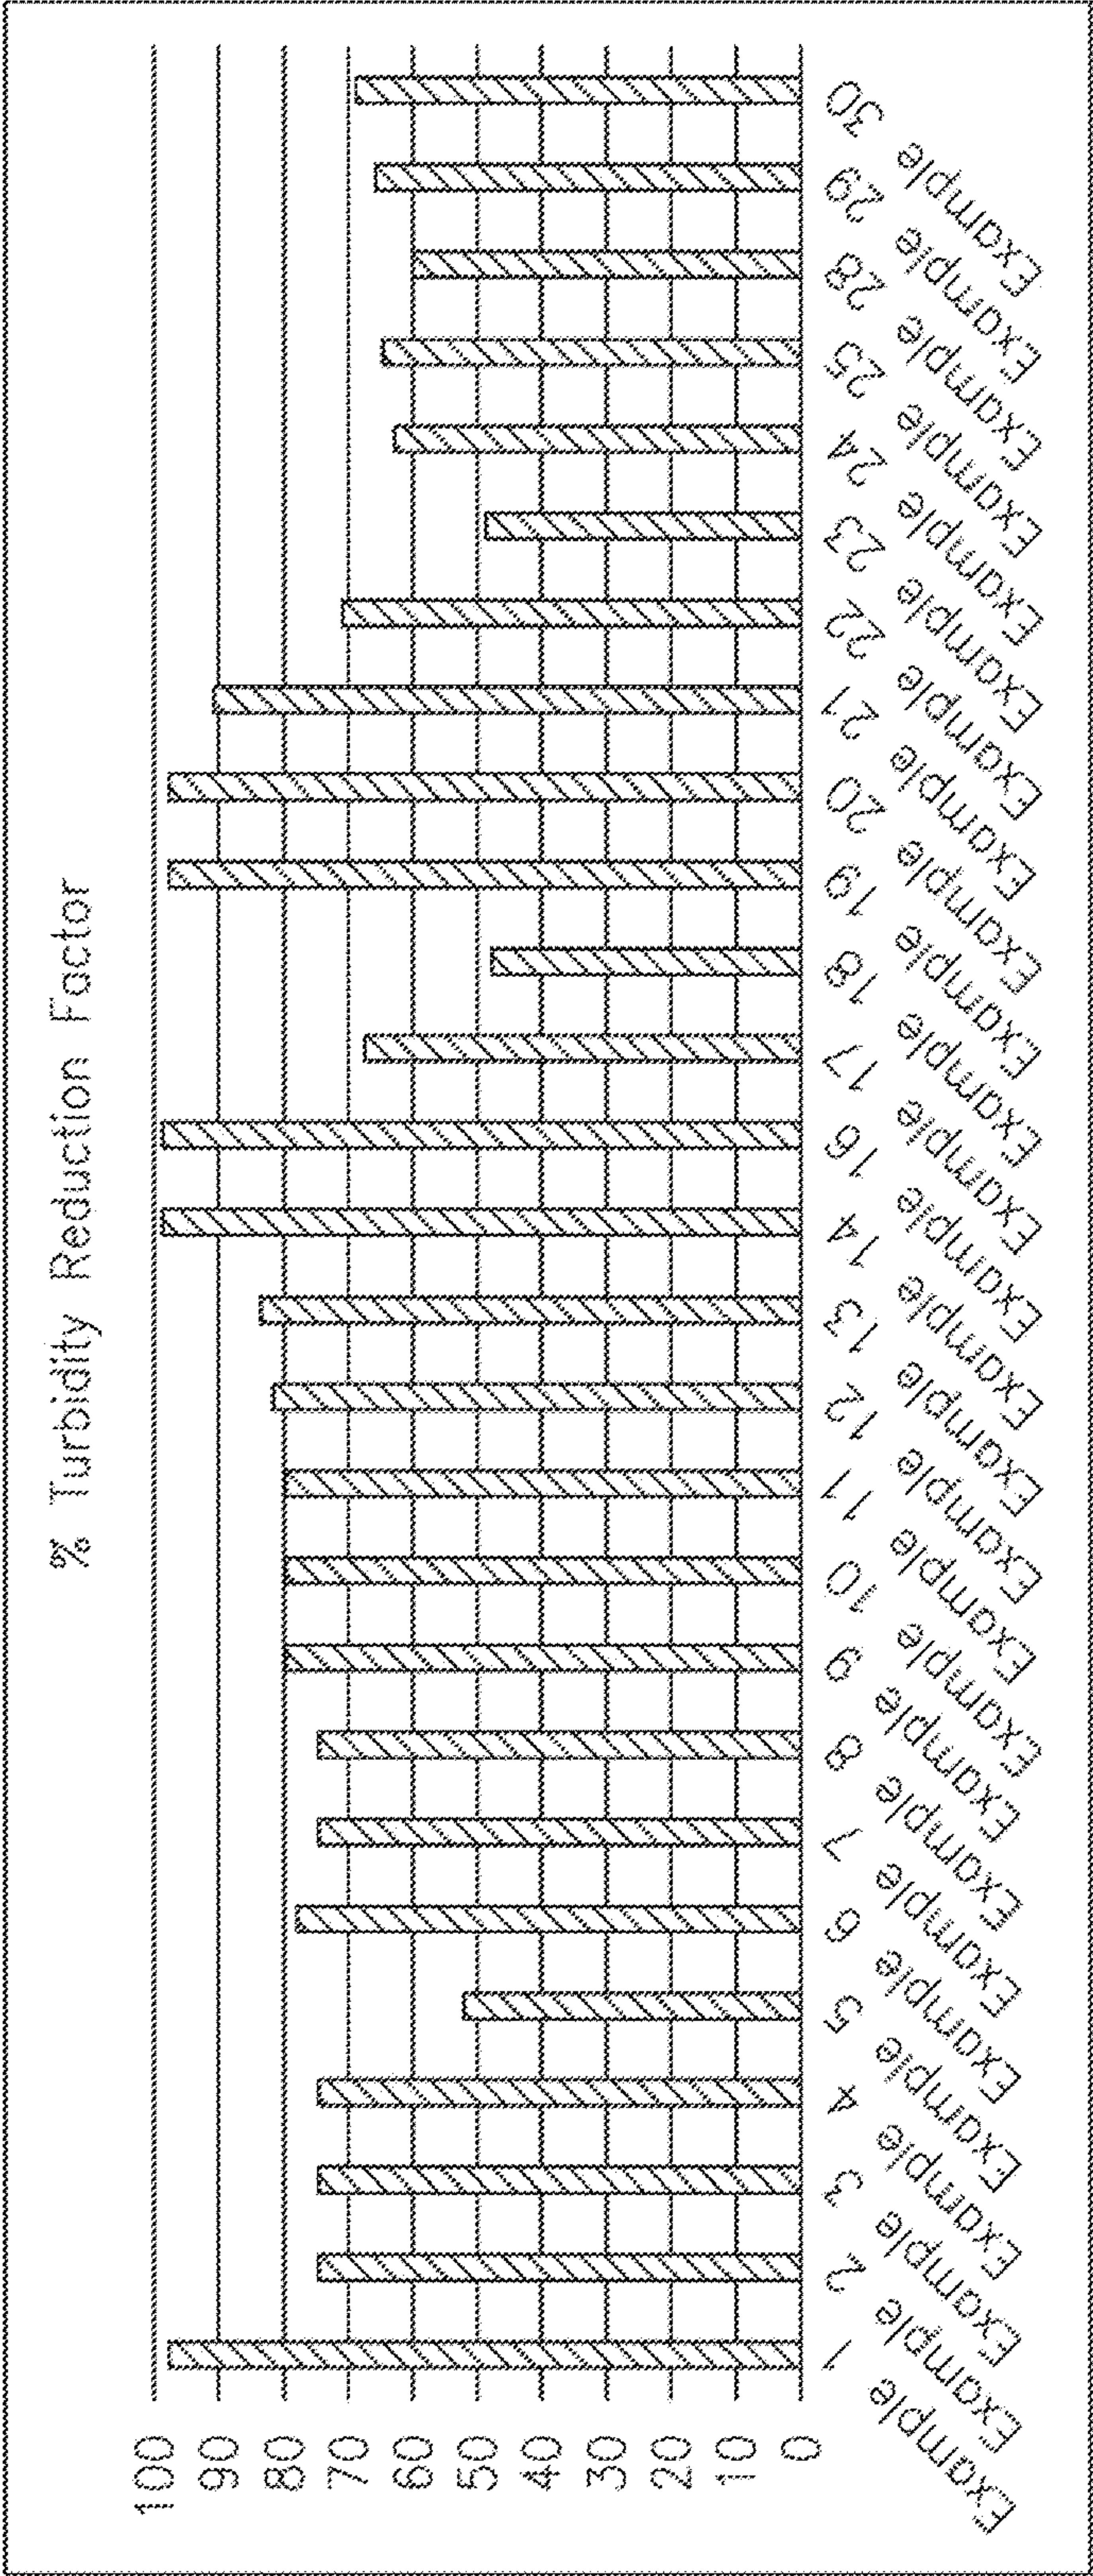 % Turbidity Reduction Factor
100
90
80
70
60
50
40
30
20
10
0
Example 1
Example 2
Example 3
Example 4
Example 5
Example 6
Example 7
Example 8
Example 9
Example 10
Example 11
Example 12
Example 13
Example 14
Example 16
Example 17
Example 18
Example 19
Example 20
Example 21
Example 22
Example 23
Example 24
Example 25
Example 28
Example 29
Example 30